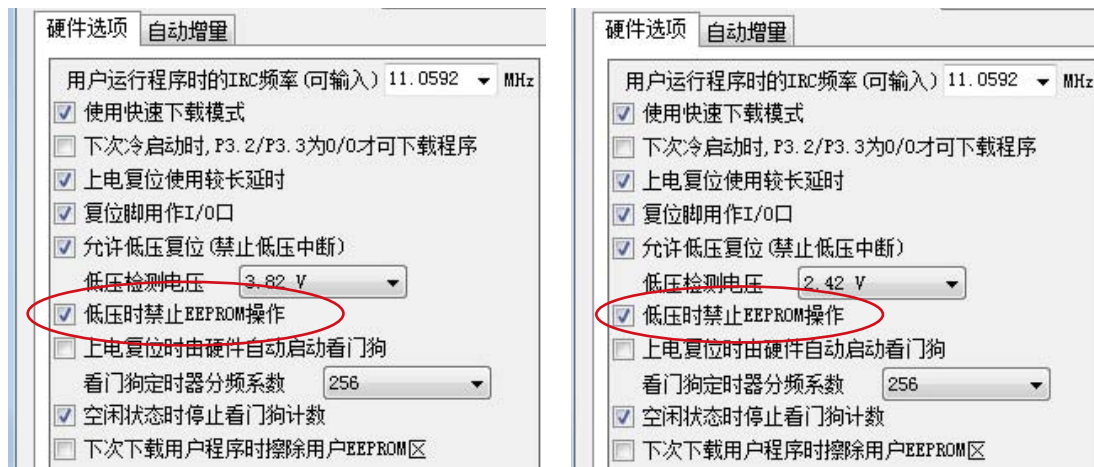 硬件选项 自动增量
用户运行程序时的IRC频率(可输入) 11.0592 MHz
使用快速下载模式
下次冷启动时,P3.2/P3.3为0/0才可下载程序
上电复位使用较长延时
复位脚用作I/O口
允许低压复位(禁止低压中断)
低压检测电压 3.82 V
低压时禁止EEPROM操作
上电复位时由硬件自动启动看门狗
看门狗定时器分频系数 256
空闲状态时停止看门狗计数
下次下载用户程序时擦除用户EEPROM区
硬件选项 自动增量
用户运行程序时的IRC频率(可输入) 11.0592 MHz
使用快速下载模式
下次冷启动时,P3.2/P3.3为0/0才可下载程序
上电复位使用较长延时
复位脚用作I/O口
允许低压复位(禁止低压中断)
低压检测电压 2.42 V
低压时禁止EEPROM操作
上电复位时由硬件自动启动看门狗
看门狗定时器分频系数 256
空闲状态时停止看门狗计数
下次下载用户程序时擦除用户EEPROM区